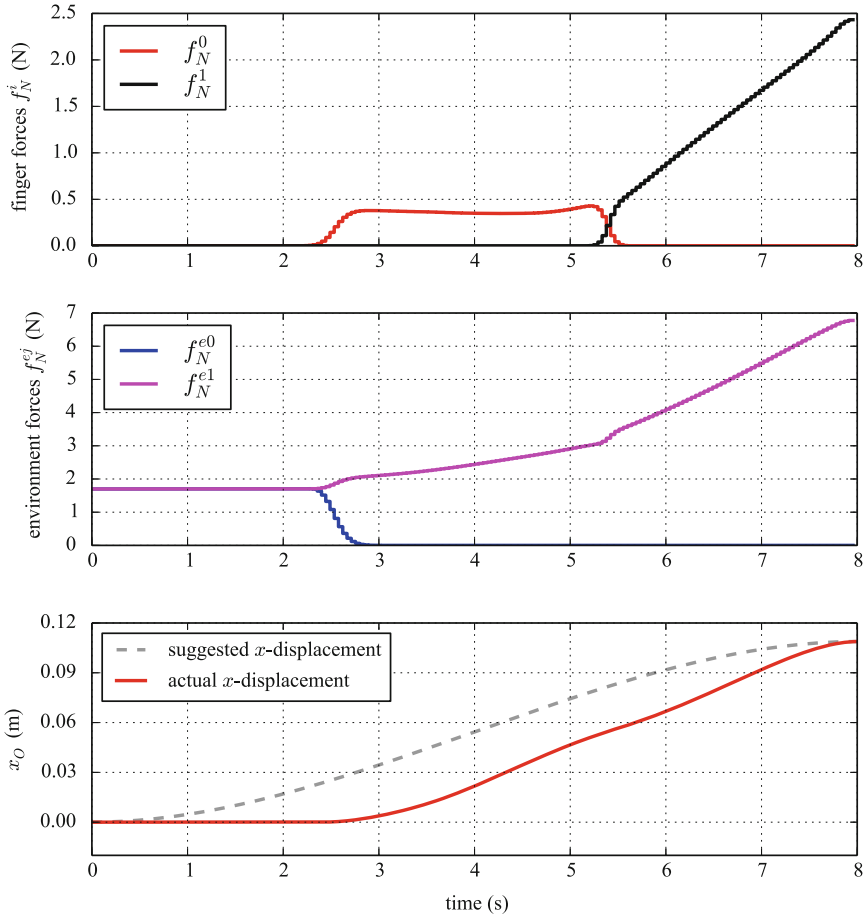 finger forces f_N^i (N)
2.5
2.0
1.5
1.0
0.5
0.0
f_N^0
f_N^1
0 1 2 3 4 5 6 7 8
environment forces f_N^{ej} (N)
7
6
5
4
3
2
1
0
f_N^{e0}
f_N^{e1}
0 1 2 3 4 5 6 7 8
x_O (m)
0.12
0.09
0.06
0.03
0.00
suggested x-displacement
actual x-displacement
0 1 2 3 4 5 6 7 8
time (s)